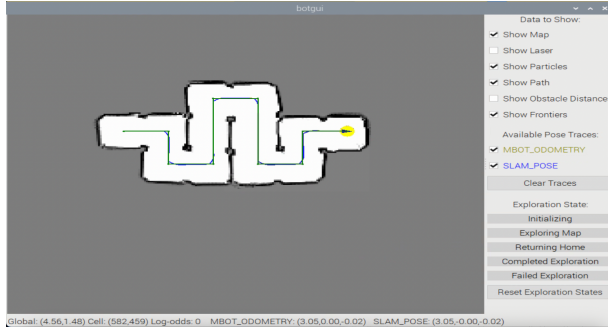 botgui
Data to Show:
Show Map
Show Laser
Show Particles
Show Path
Show Obstacle Distance
Show Frontiers
Available Pose Traces:
MBOT_ODOMETRY
SLAM_POSE
Clear Traces
Exploration State:
Initializing
Exploring Map
Returning Home
Completed Exploration
Failed Exploration
Reset Exploration States
Global: (4.56,1.48) Cell: (582,459) Log-odds: 0 MBOT_ODOMETRY: (3.05,0.00,-0.02) SLAM_POSE: (3.05,-0.00,-0.02)